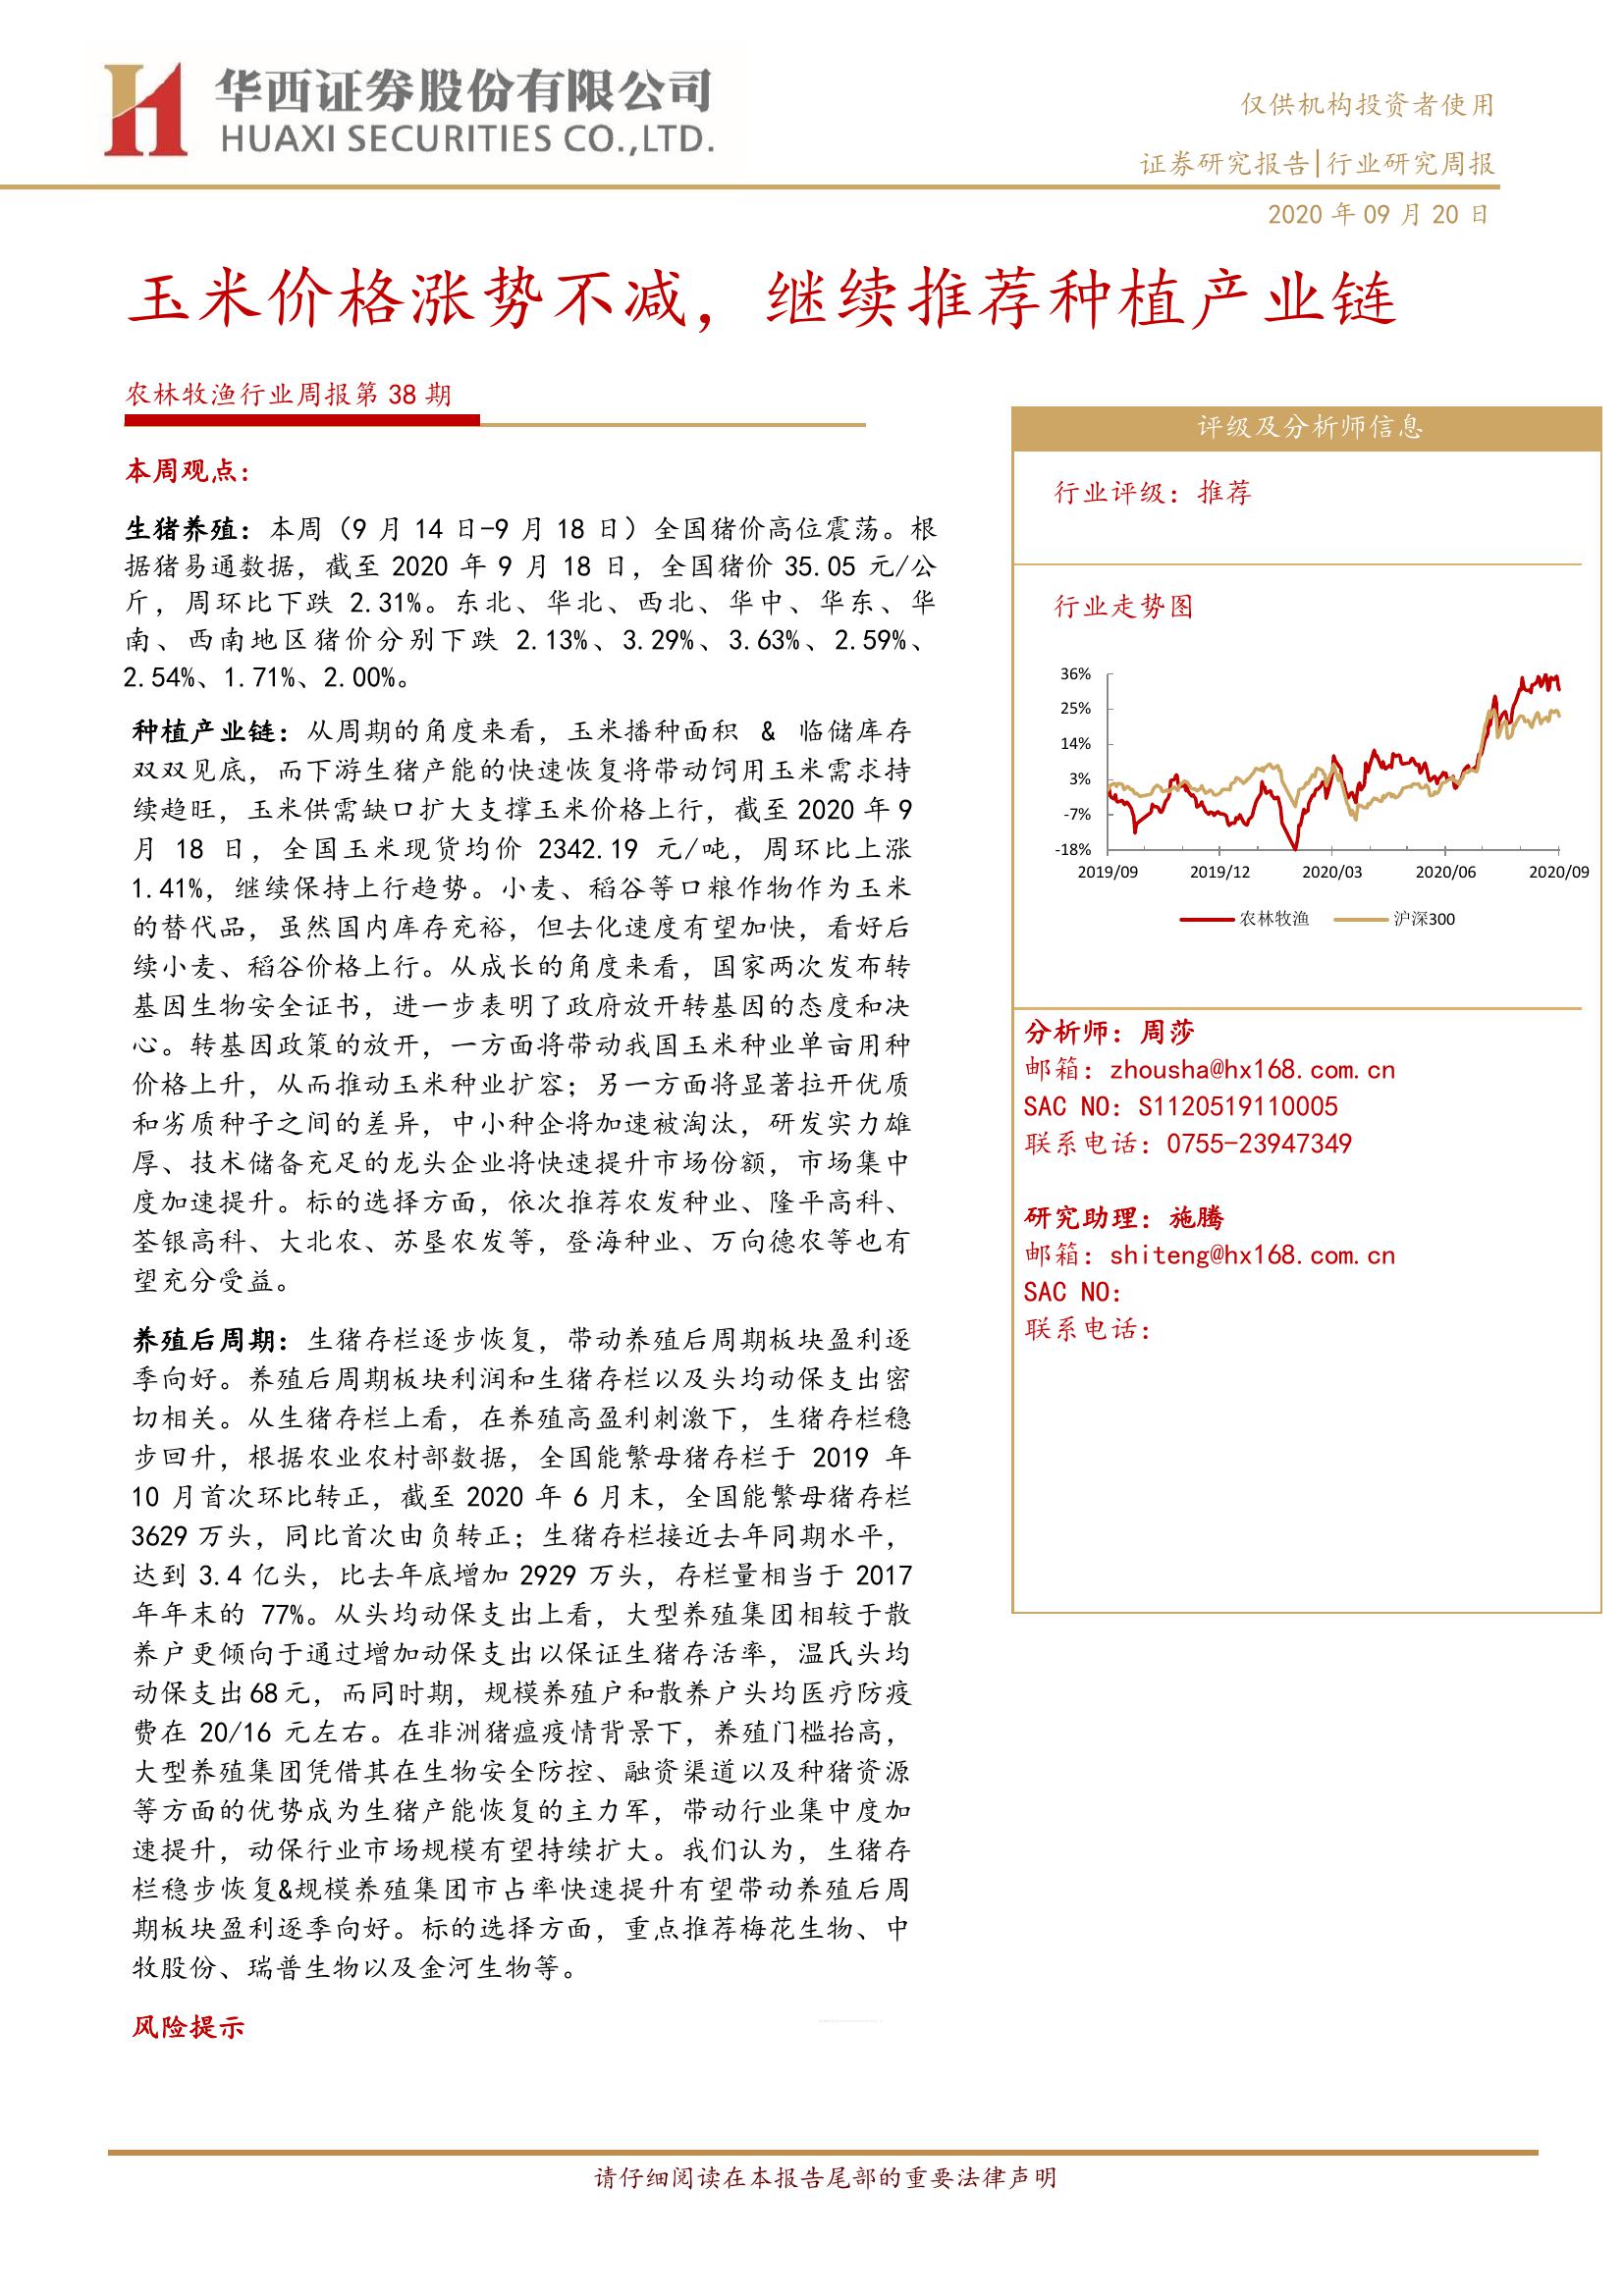 华西证券股份有限公司
HUAXI SECURITIES CO.,LTD.
仅供机构投资者使用
证券研究报告|行业研究周报
2020 年 09 月 20 日
玉米价格涨势不减，继续推荐种植产业链
农林牧渔行业周报第 38 期
本周观点：
生猪养殖：本周（9 月 14 日-9 月 18 日）全国猪价高位震荡。根
据猪易通数据，截至 2020 年 9 月 18 日，全国猪价 35.05 元/公
斤，周环比下跌 2.31%。东北、华北、西北、华中、华东、华
南、西南地区猪价分别下跌 2.13%、3.29%、3.63%、2.59%、
2.54%、1.71%、2.00%。
种植产业链：从周期的角度来看，玉米播种面积 & 临储库存
双双见底，而下游生猪产能的快速恢复将带动饲用玉米需求持
续趋旺，玉米供需缺口扩大支撑玉米价格上行，截至 2020 年 9
月 18 日，全国玉米现货均价 2342.19 元/吨，周环比上涨
1.41%，继续保持上行趋势。小麦、稻谷等口粮作物作为玉米
的替代品，虽然国内库存充裕，但去化速度有望加快，看好后
续小麦、稻谷价格上行。从成长的角度来看，国家两次发布转
基因生物安全证书，进一步表明了政府放开转基因的态度和决
心。转基因政策的放开，一方面将带动我国玉米种业单亩用种
价格上升，从而推动玉米种业扩容；另一方面将显著拉开优质
和劣质种子之间的差异，中小种企将加速被淘汰，研发实力雄
厚、技术储备充足的龙头企业将快速提升市场份额，市场集中
度加速提升。标的选择方面，依次推荐农发种业、隆平高科、
荃银高科、大北农、苏垦农发等，登海种业、万向德农等也有
望充分受益。
养殖后周期：生猪存栏逐步恢复，带动养殖后周期板块盈利逐
季向好。养殖后周期板块利润和生猪存栏以及头均动保支出密
切相关。从生猪存栏上看，在养殖高盈利刺激下，生猪存栏稳
步回升，根据农业农村部数据，全国能繁母猪存栏于 2019 年
10 月首次环比转正，截至 2020 年 6 月末，全国能繁母猪存栏
3629 万头，同比首次由负转正；生猪存栏接近去年同期水平，
达到 3.4 亿头，比去年底增加 2929 万头，存栏量相当于 2017
年年末的 77%。从头均动保支出上看，大型养殖集团相较于散
养户更倾向于通过增加动保支出以保证生猪存活率，温氏头均
动保支出68元，而同时期，规模养殖户和散养户头均医疗防疫
费在 20/16 元左右。在非洲猪瘟疫情背景下，养殖门槛抬高，
大型养殖集团凭借其在生物安全防控、融资渠道以及种猪资源
等方面的优势成为生猪产能恢复的主力军，带动行业集中度加
速提升，动保行业市场规模有望持续扩大。我们认为，生猪存
栏稳步恢复&规模养殖集团市占率快速提升有望带动养殖后周
期板块盈利逐季向好。标的选择方面，重点推荐梅花生物、中
牧股份、瑞普生物以及金河生物等。
风险提示
评级及分析师信息
行业评级：推荐
行业走势图
36%
25%
14%
3%
-7%
-18%
2019/09 2019/12 2020/03 2020/06 2020/09
农林牧渔 沪深300
分析师：周莎
邮箱：zhousha@hx168.com.cn
SAC NO：S1120519110005
联系电话：0755-23947349
研究助理：施腾
邮箱：shiteng@hx168.com.cn
SAC NO：
联系电话：
请仔细阅读在本报告尾部的重要法律声明